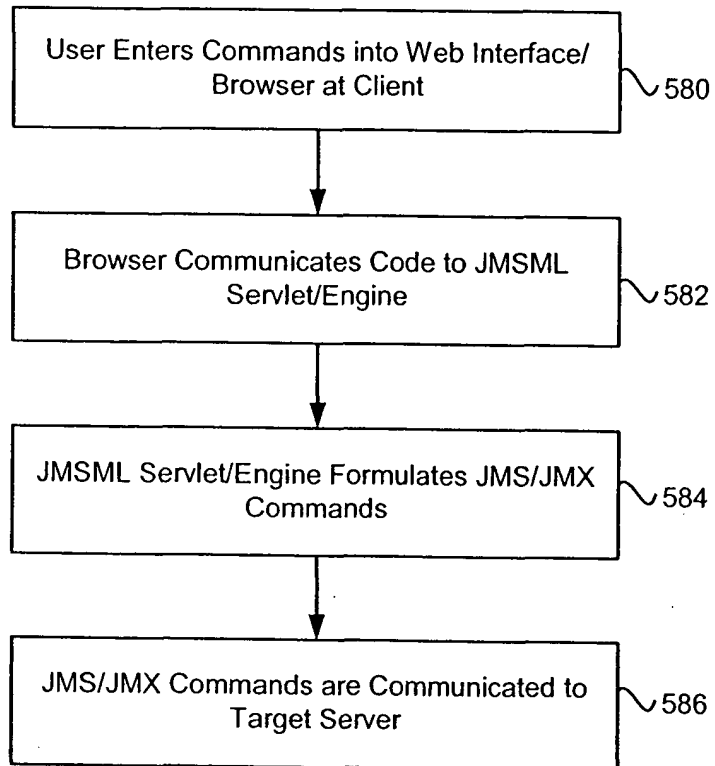 User Enters Commands into Web Interface/
Browser at Client
580
Browser Communicates Code to JMSML
Servlet/Engine
582
JMSML Servlet/Engine Formulates JMS/JMX
Commands
584
JMS/JMX Commands are Communicated to
Target Server
586